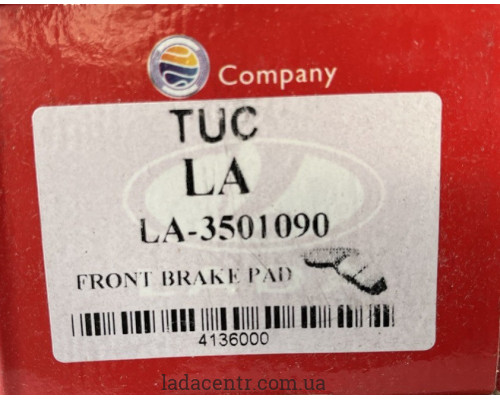 Company
TUC
LA
LA-3501090
FRONT BRAKE PAD
4136000
ladacentr.com.ua